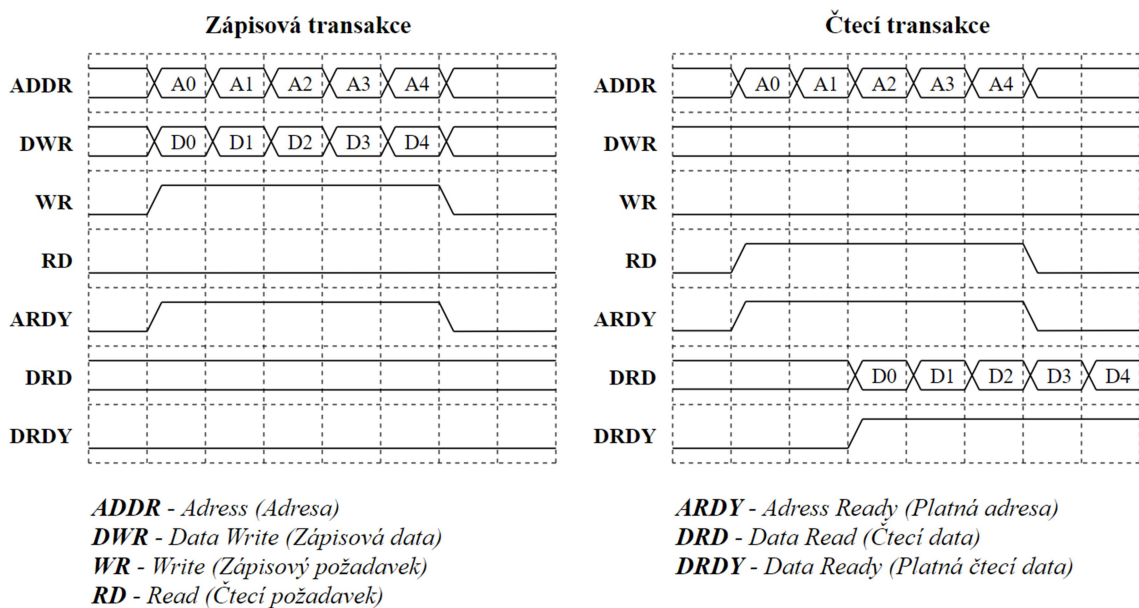 Zápisová transakce
ADDR A0 A1 A2 A3 A4
DWR D0 D1 D2 D3 D4
WR
RD
ARDY
DRD
DRDY
ADDR - Adress (Adresa)
DWR - Data Write (Zápisová data)
WR - Write (Zápisový požadavek)
RD - Read (Čtecí požadavek)
Čtecí transakce
ADDR A0 A1 A2 A3 A4
DWR
WR
RD
ARDY
DRD D0 D1 D2 D3 D4
DRDY
ARDY - Adress Ready (Platná adresa)
DRD - Data Read (Čtecí data)
DRDY - Data Ready (Platná čtecí data)